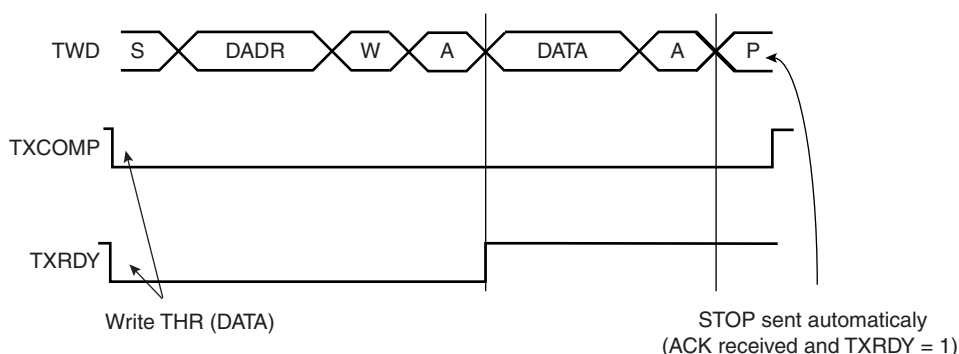 TWD S DADR W A DATA A P
TXCOMP
TXRDY
Write THR (DATA)
STOP sent automaticaly
(ACK received and TXRDY = 1)